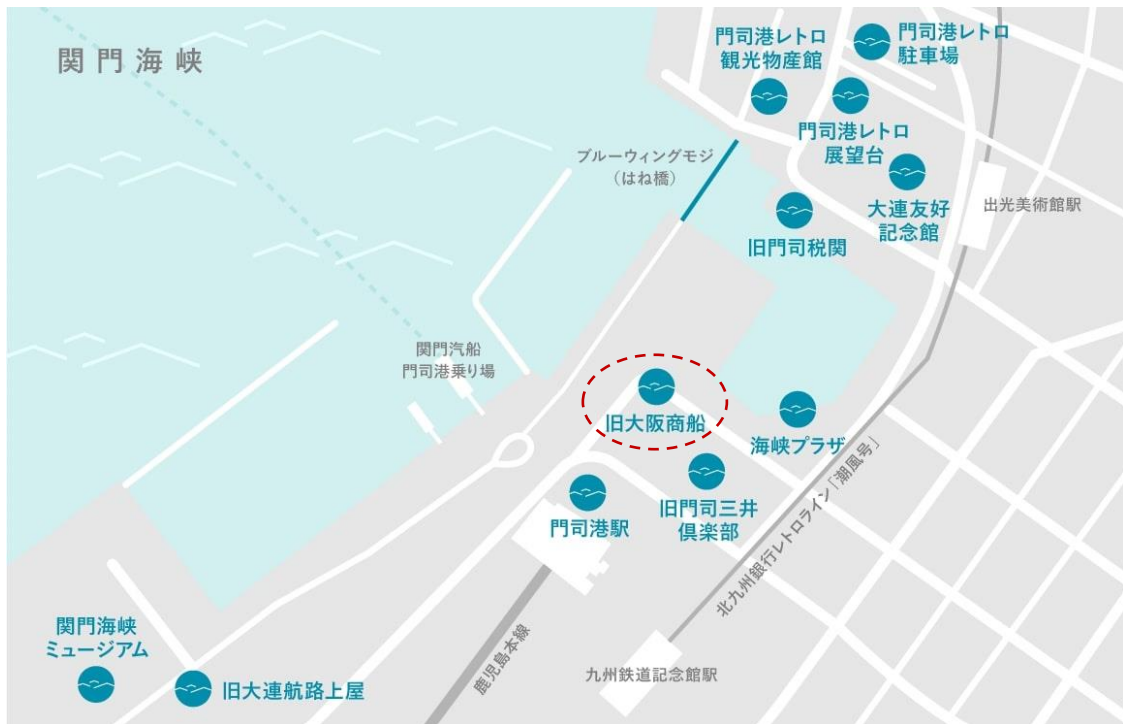 関門海峡
門司港レトロ
観光物産館
門司港レトロ
駐車場
門司港レトロ
展望台
ブルーウィングモジ
(はね橋)
大連友好
記念館
出光美術館駅
旧門司税関
関門汽船
門司港乗り場
旧大阪商船
海峡プラザ
旧門司三井
倶楽部
門司港駅
北九州銀行レトロライン「潮風号」
関門海峡
ミュージアム
旧大連航路上屋
鹿児島本線
九州鉄道記念館駅